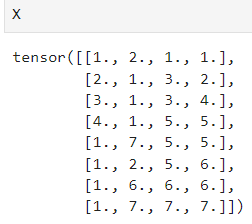 X
tensor([[1., 2., 1., 1.],
[2., 1., 3., 2.],
[3., 1., 3., 4.],
[4., 1., 5., 5.],
[1., 7., 5., 5.],
[1., 2., 5., 6.],
[1., 6., 6., 6.],
[1., 7., 7., 7.]])